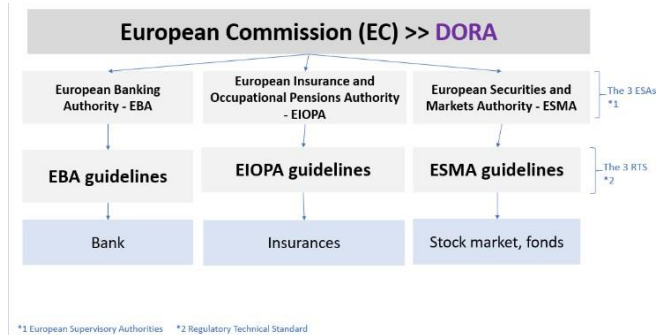 European Commission (EC) >> DORA
European Banking
Authority - EBA
European Insurance and
Occupational Pensions Authority
- EIOPA
European Securities and
Markets Authority - ESMA
The 3 ESAs
*1
EBA guidelines
EIOPA guidelines
ESMA guidelines
The 3 RTS
*2
Bank
Insurances
Stock market, fonds
*1 European Supervisory Authorities *2 Regulatory Technical Standard